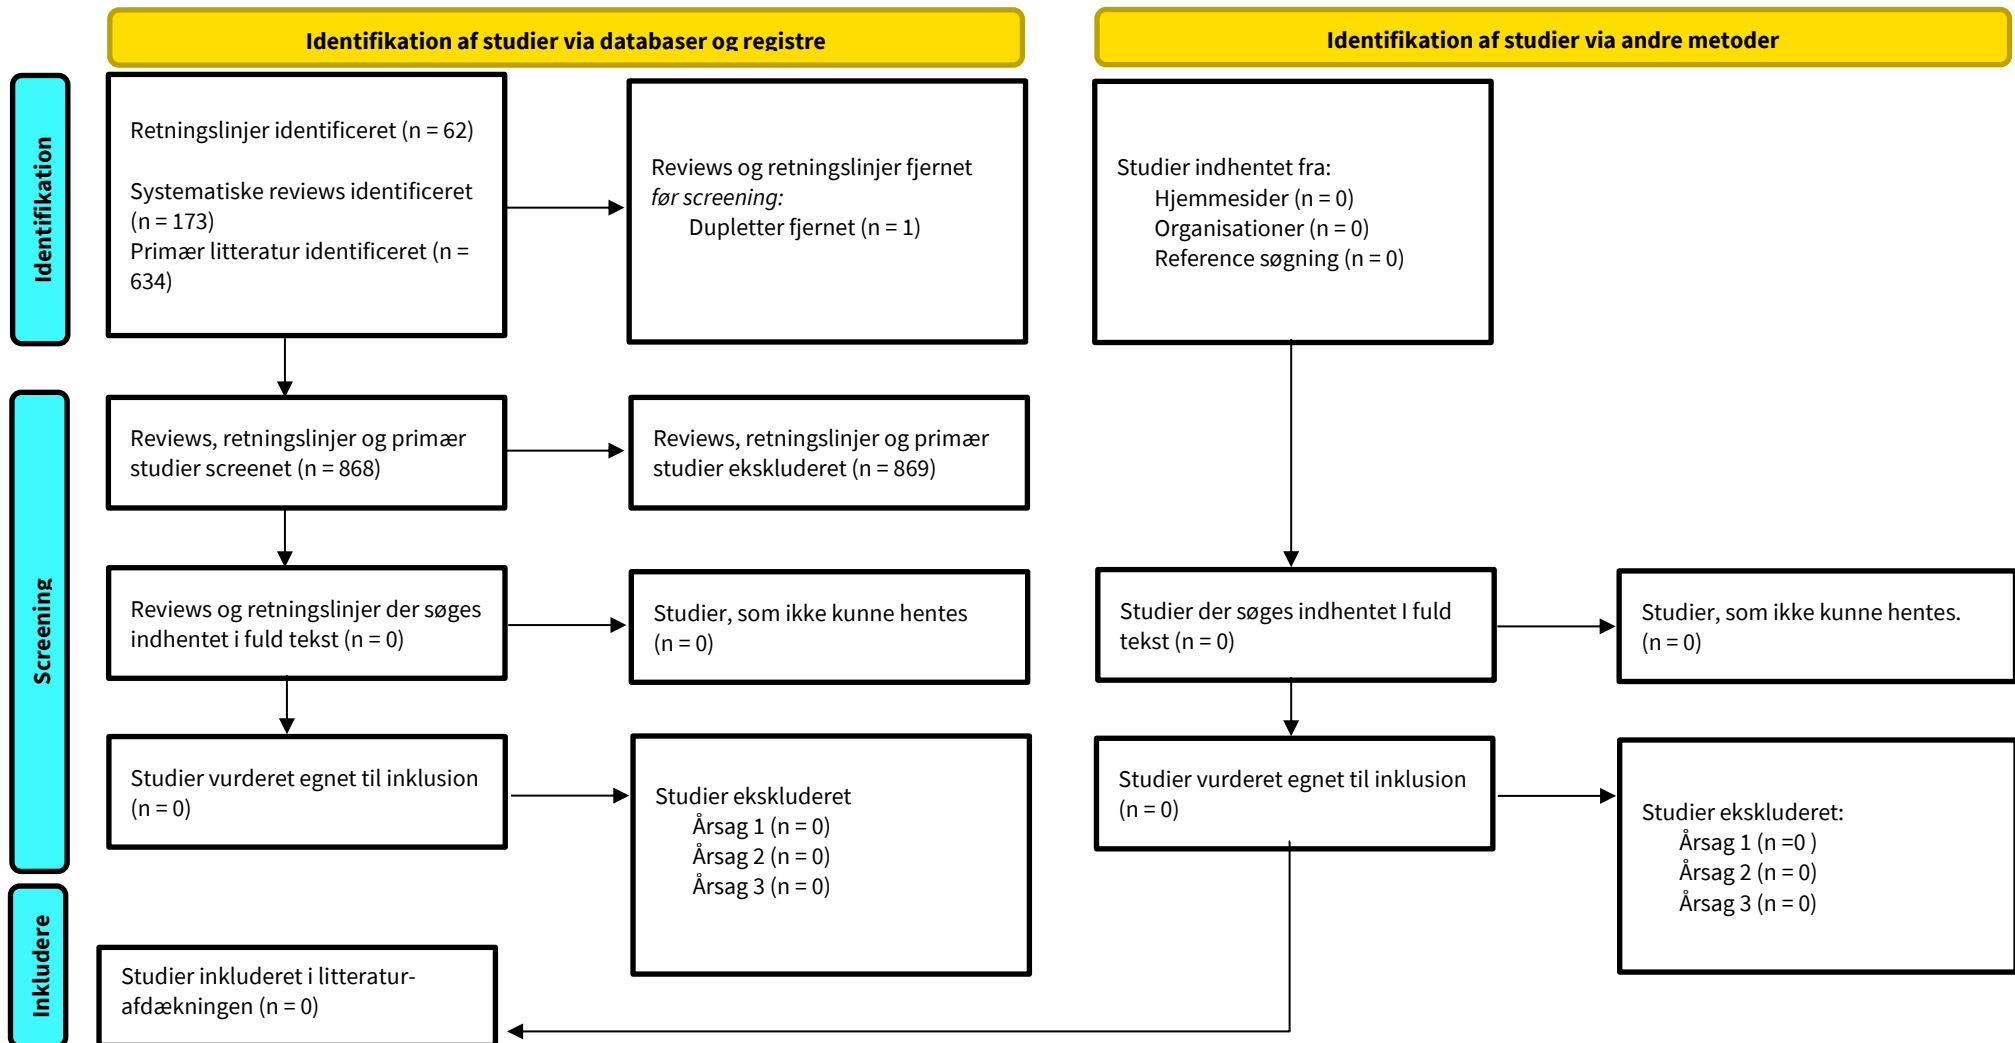 Identifikation af studier via databaser og registre
Identifikation af studier via andre metoder
Identifikation
Retningslinjer identificeret (n = 62)
Systematiske reviews identificeret
(n = 173)
Primær litteratur identificeret (n =
634)
Reviews og retningslinjer fjernet
før screening:
Dupletter fjernet (n = 1)
Studier indhentet fra:
Hjemmesider (n = 0)
Organisationer (n = 0)
Reference søgning (n = 0)
Screening
Reviews, retningslinjer og primær
studier screenet (n = 868)
Reviews, retningslinjer og primær
studier ekskluderet (n = 869)
Reviews og retningslinjer der søges
indhentet i fuld tekst (n = 0)
Studier, som ikke kunne hentes
(n = 0)
Studier der søges indhentet I fuld
tekst (n = 0)
Studier, som ikke kunne hentes.
(n = 0)
Studier vurderet egnet til inklusion
(n = 0)
Studier ekskluderet
Årsag 1 (n = 0)
Årsag 2 (n = 0)
Årsag 3 (n = 0)
Studier vurderet egnet til inklusion
(n = 0)
Studier ekskluderet:
Årsag 1 (n =0 )
Årsag 2 (n = 0)
Årsag 3 (n = 0)
Inkludere
Studier inkluderet i litteratur-
afdækningen (n = 0)